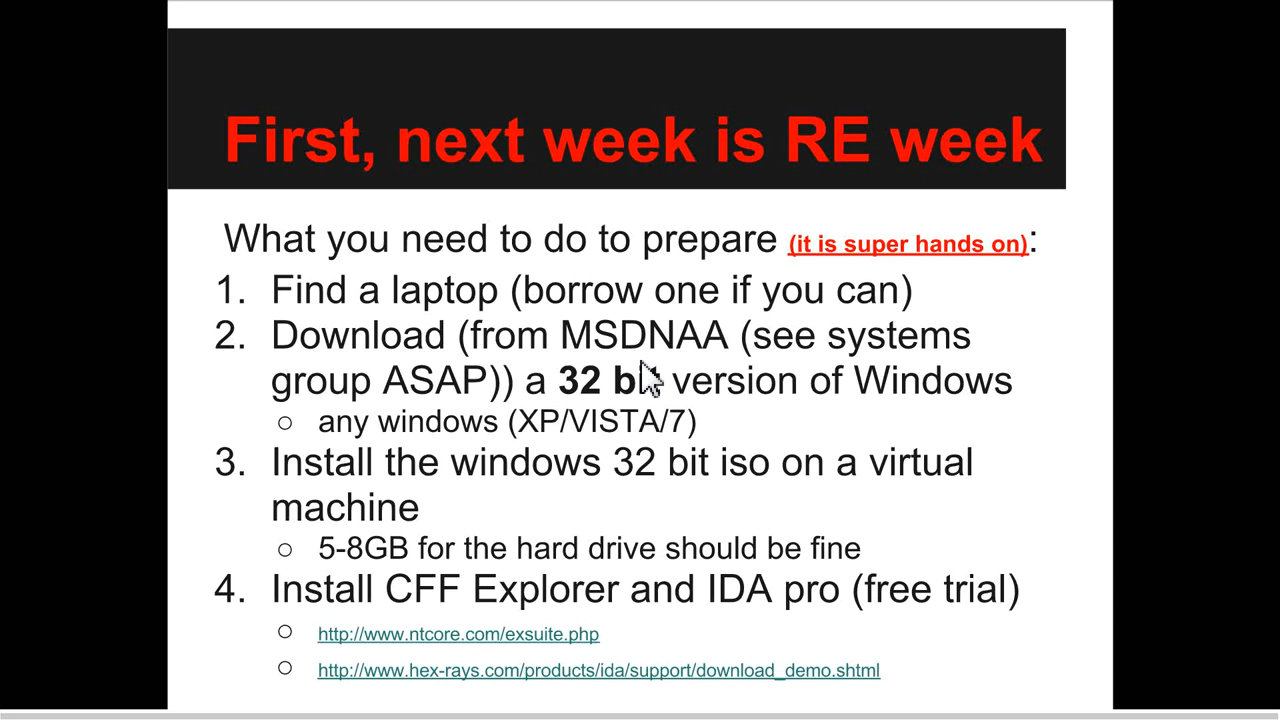 First, next week is RE week
What you need to do to prepare (it is super hands on):
1. Find a laptop (borrow one if you can)
2. Download (from MSDNAA (see systems
group ASAP)) a 32 bit version of Windows
○ any windows (XP/VISTA/7)
3. Install the windows 32 bit iso on a virtual
machine
○ 5-8GB for the hard drive should be fine
4. Install CFF Explorer and IDA pro (free trial)
○ http://www.ntcore.com/exsuite.php
○ http://www.hex-rays.com/products/ida/support/download_demo.shtml